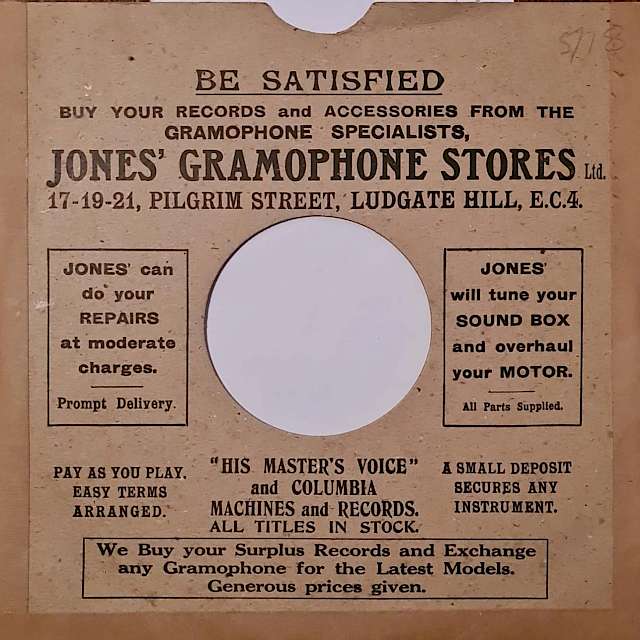 BE SATISFIED
BUY YOUR RECORDS and ACCESSORIES FROM THE
GRAMOPHONE SPECIALISTS,
JONES' GRAMOPHONE STORES Ltd.
17-19-21, PILGRIM STREET, LUDGATE HILL, E.C.4.
JONES' can
do your
REPAIRS
at moderate
charges.
Prompt Delivery.
JONES'
will tune your
SOUND BOX
and overhaul
your MOTOR.
All Parts Supplied.
PAY AS YOU PLAY.
EASY TERMS
ARRANGED.
"HIS MASTER'S VOICE"
and COLUMBIA
MACHINES and RECORDS.
ALL TITLES IN STOCK.
A SMALL DEPOSIT
SECURES ANY
INSTRUMENT.
We Buy your Surplus Records and Exchange
any Gramophone for the Latest Models.
Generous prices given.